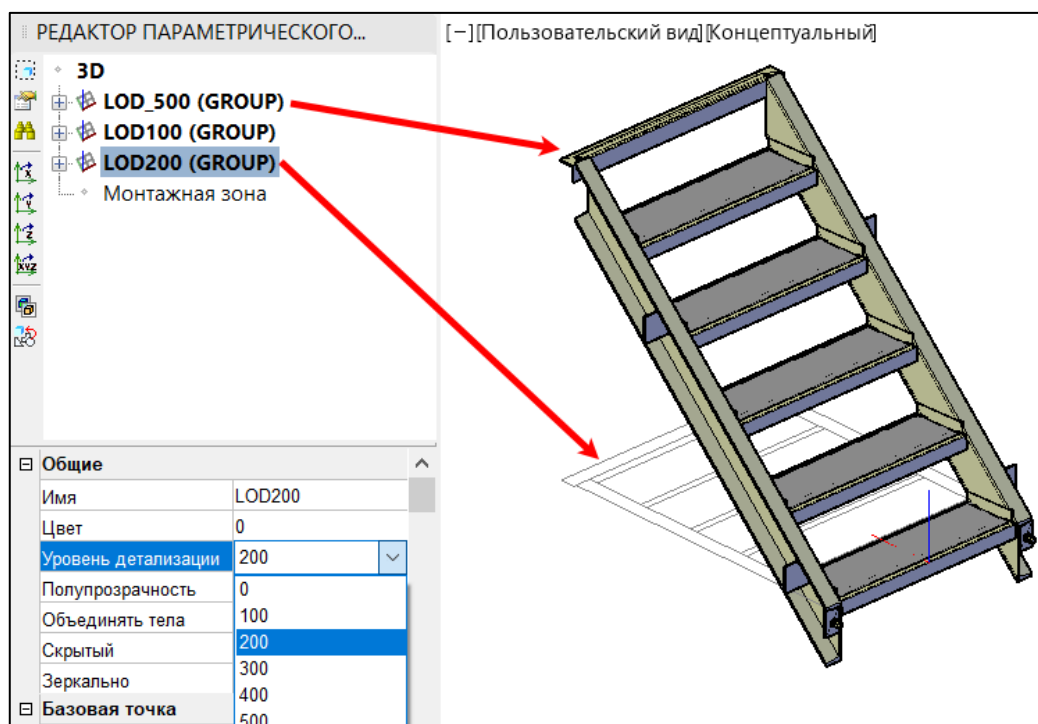 РЕДАКТОР ПАРАМЕТРИЧЕСКОГО...
[−][Пользовательский вид][Концептуальный]
3D
LOD_500 (GROUP)
LOD100 (GROUP)
LOD200 (GROUP)
Монтажная зона
X
Y
Z
XYZ
Общие
Имя LOD200
Цвет 0
Уровень детализации 200
Полупрозрачность 0
Объединять тела 100
Скрытый 200
Зеркально 300
400
Базовая точка 500